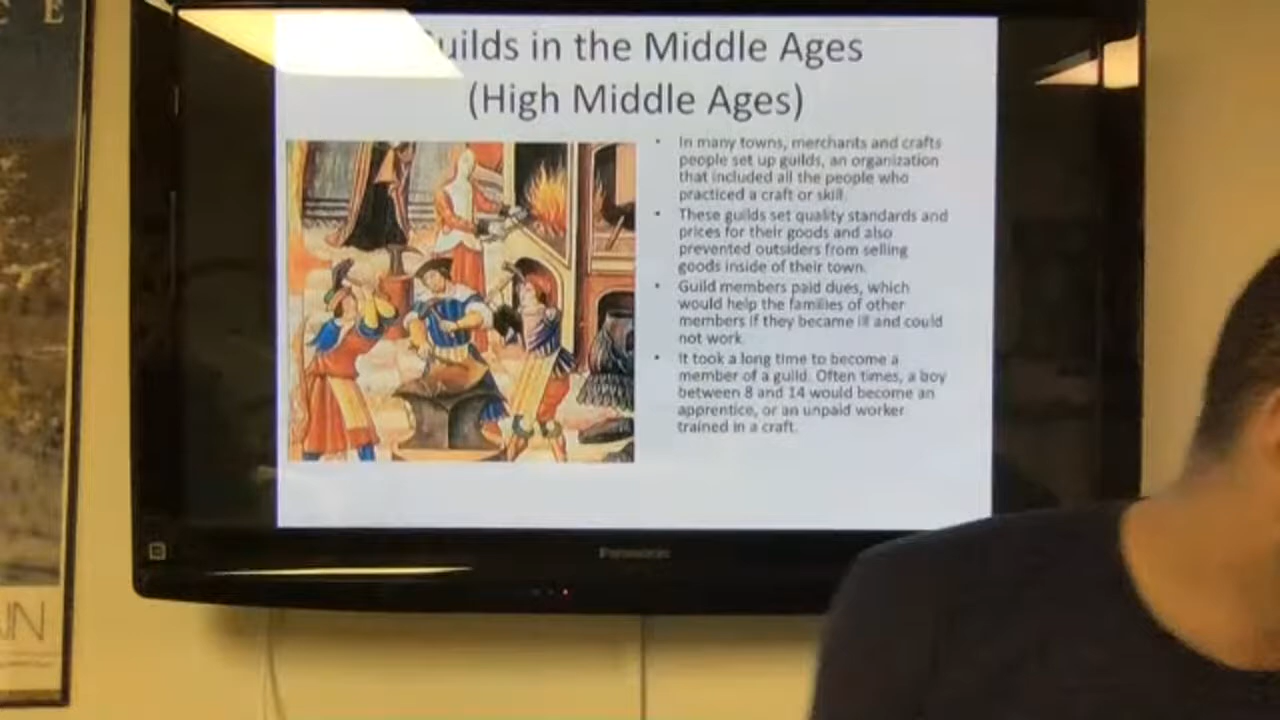 C E
uilds in the Middle Ages
(High Middle Ages)
• In many towns, merchants and crafts
people set up guilds, an organization
that included all the people who
practiced a craft or skill.
• These guilds set quality standards and
prices for their goods and also
prevented outsiders from selling
goods inside of their town.
• Guild members paid dues, which
would help the families of other
members if they became ill and could
not work.
• It took a long time to become a
member of a guild. Often times, a boy
between 8 and 14 would become an
apprentice, or an unpaid worker
trained in a craft.
Panasonic